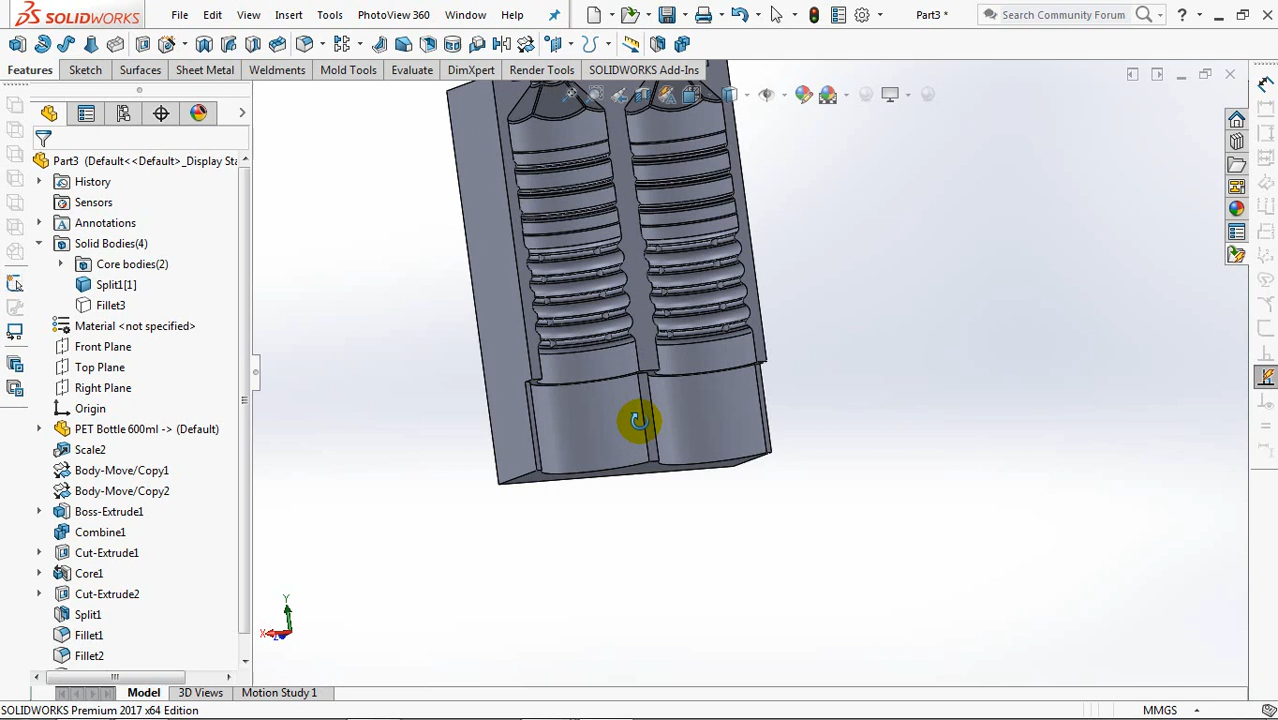 SOLIDWORKS File Edit View Insert Tools PhotoView 360 Window Help Part3 * Search Community Forum ?
Features Sketch Surfaces Sheet Metal Weldments Mold Tools Evaluate DimXpert Render Tools SOLIDWORKS Add-Ins
Part3 (Default<<Default>_Display Sta
History
Sensors
Annotations
Solid Bodies(4)
Core bodies(2)
Split1[1]
Fillet3
Material <not specified>
Front Plane
Top Plane
Right Plane
Origin
PET Bottle 600ml -> (Default)
Scale2
Body-Move/Copy1
Body-Move/Copy2
Boss-Extrude1
Combine1
Cut-Extrude1
Core1
Cut-Extrude2
Split1
Fillet1
Fillet2
Y
X
Model 3D Views Motion Study 1
SOLIDWORKS Premium 2017 x64 Edition MMGS